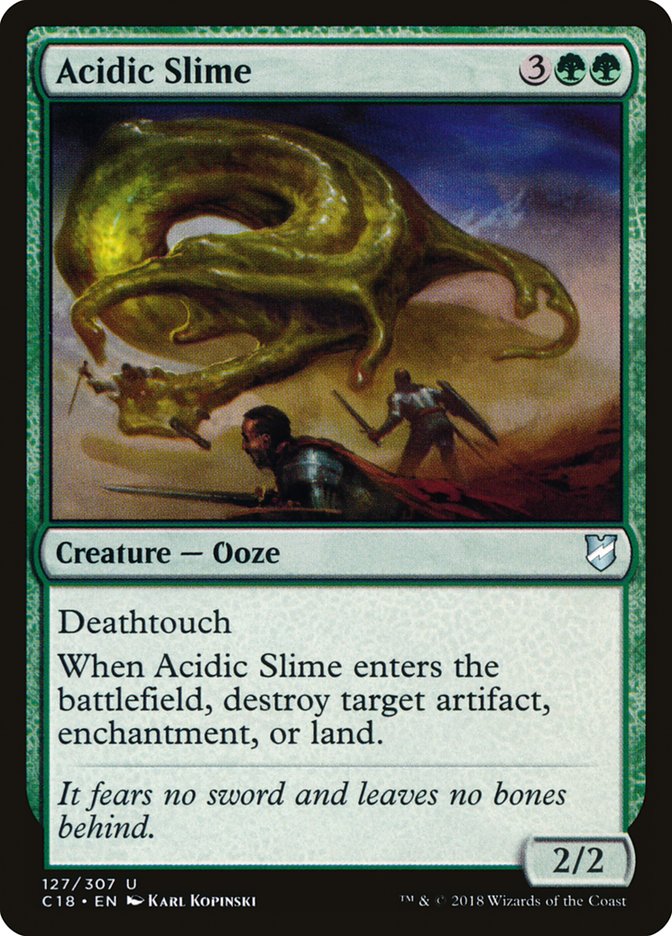 Acidic Slime 3
Creature — Ooze
Deathtouch
When Acidic Slime enters the
battlefield, destroy target artifact,
enchantment, or land.
It fears no sword and leaves no bones
behind.
2/2
127/307 U
C18 • EN Karl Kopinski
™ & © 2018 Wizards of the Coast